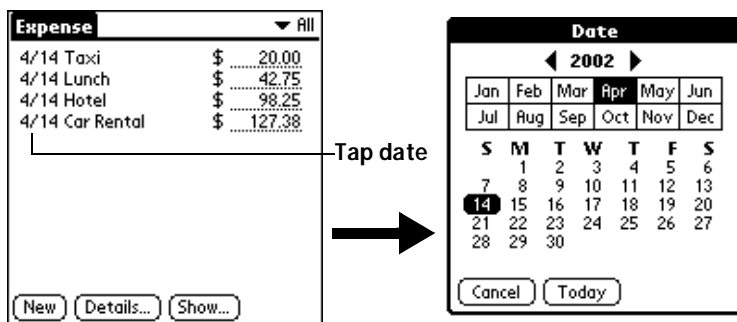 Expense
All
4/14 Taxi $ 20.00
4/14 Lunch $ 42.75
4/14 Hotel $ 98.25
4/14 Car Rental $ 127.38
New Details... Show...
Tap date
Date
2002
Jan Feb Mar Apr May Jun
Jul Aug Sep Oct Nov Dec
S M T W T F S
1 2 3 4 5 6
7 8 9 10 11 12 13
14 15 16 17 18 19 20
21 22 23 24 25 26 27
28 29 30
Cancel Today